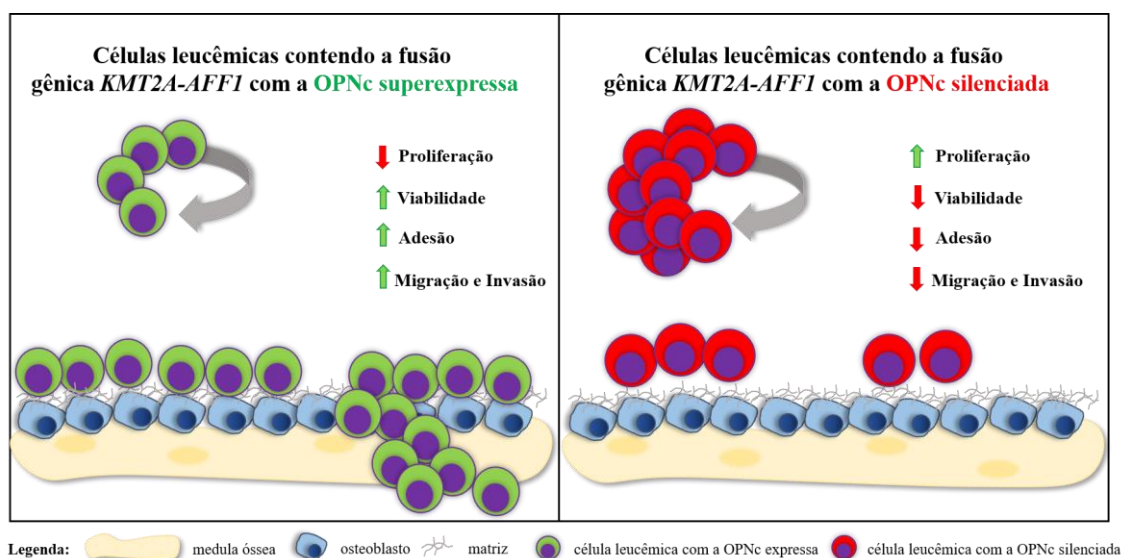 Células leucêmicas contendo a fusão
gênica KMT2A-AFF1 com a OPNc superexpressa
Proliferação
Viabilidade
Adesão
Migração e Invasão
Células leucêmicas contendo a fusão
gênica KMT2A-AFF1 com a OPNc silenciada
Proliferação
Viabilidade
Adesão
Migração e Invasão
Legenda: medula óssea osteoblasto matriz célula leucêmica com a OPNc expressa célula leucêmica com a OPNc silenciada